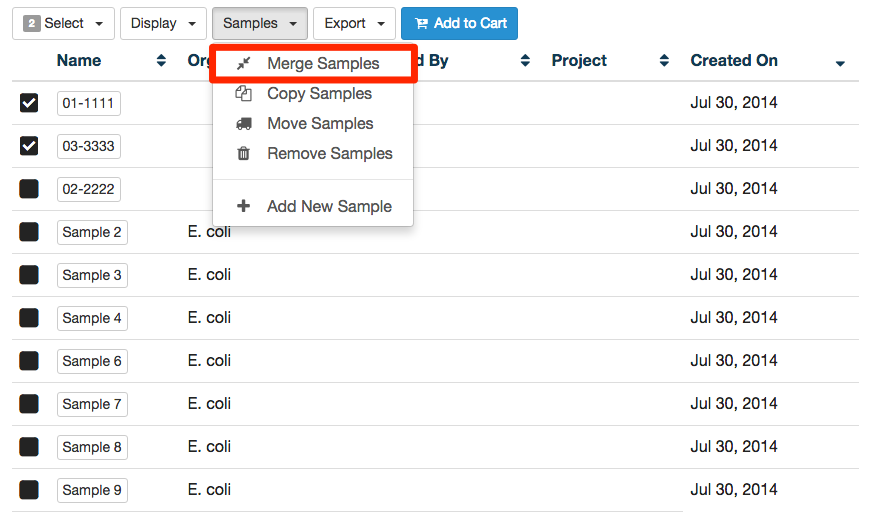 2 Select Display Samples Export Add to Cart
Name Org d By Project Created On
Merge Samples
Copy Samples
Move Samples
Remove Samples
Add New Sample
01-1111 Jul 30, 2014
03-3333 Jul 30, 2014
02-2222 Jul 30, 2014
Sample 2 E. coli Jul 30, 2014
Sample 3 E. coli Jul 30, 2014
Sample 4 E. coli Jul 30, 2014
Sample 6 E. coli Jul 30, 2014
Sample 7 E. coli Jul 30, 2014
Sample 8 E. coli Jul 30, 2014
Sample 9 E. coli Jul 30, 2014